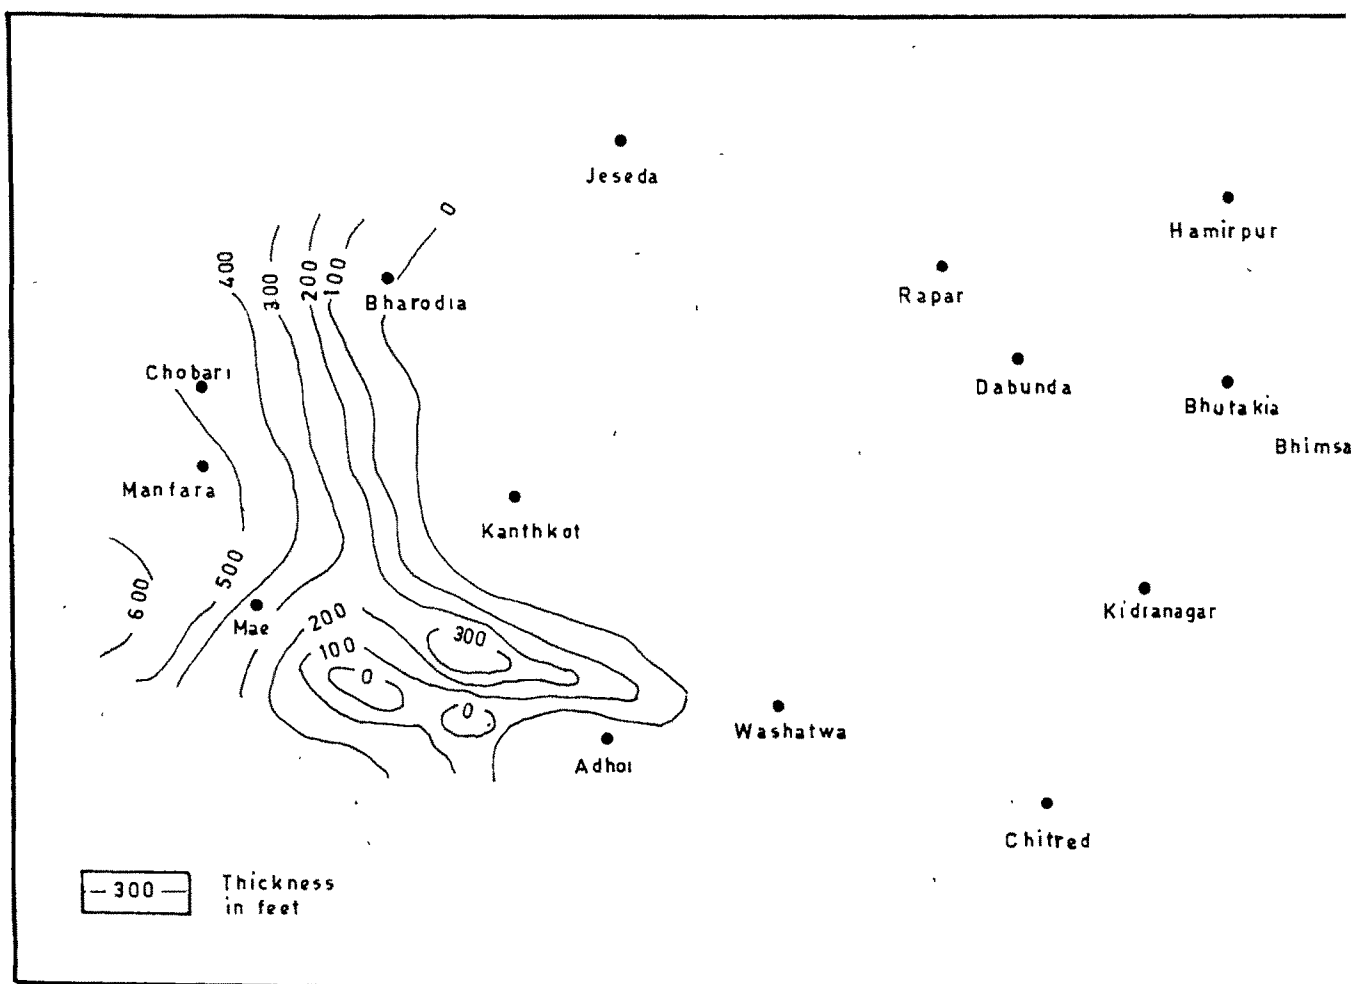 Jeseda
Hamirpur
0
400
300
200
100
Bharodia
Rapar
Chobari
Dabunda
Bhutakia
Bhimsa
Manfara
Kanthkot
500
600
Mae
200
300
100
0
0
Kidianagar
Washatwa
Adhoi
Chitred
300
Thickness
in feet